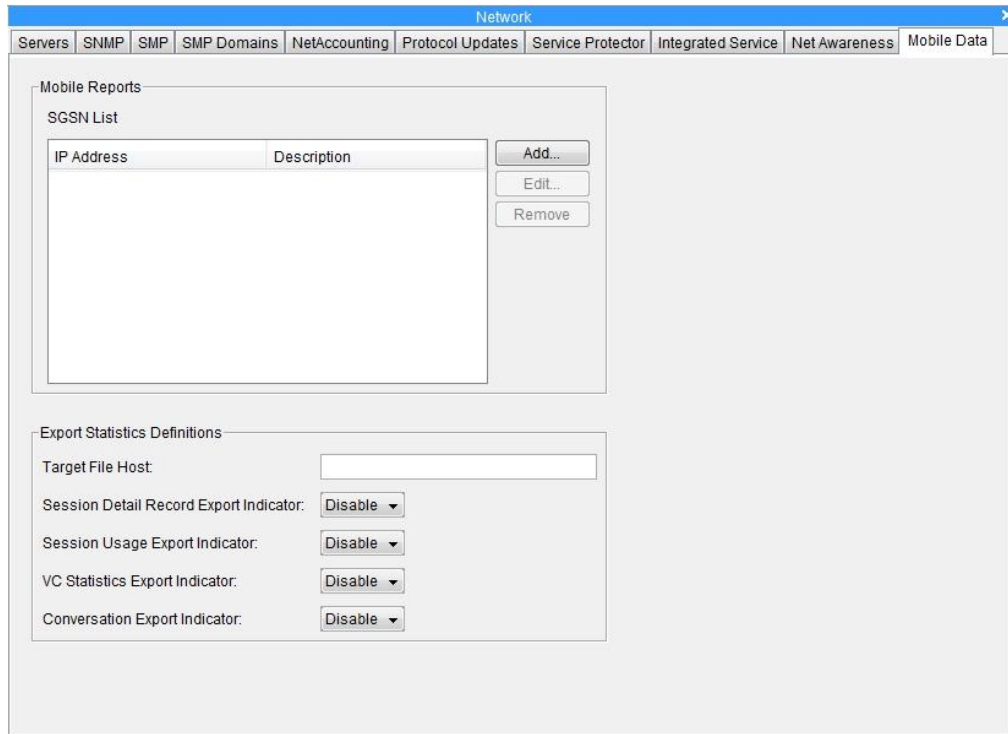 Network
Servers SNMP SMP SMP Domains NetAccounting Protocol Updates Service Protector Integrated Service Net Awareness Mobile Data
Mobile Reports
SGSN List
IP Address Description
Add...
Edit...
Remove
Export Statistics Definitions
Target File Host:
Session Detail Record Export Indicator: Disable
Session Usage Export Indicator: Disable
VC Statistics Export Indicator: Disable
Conversation Export Indicator: Disable